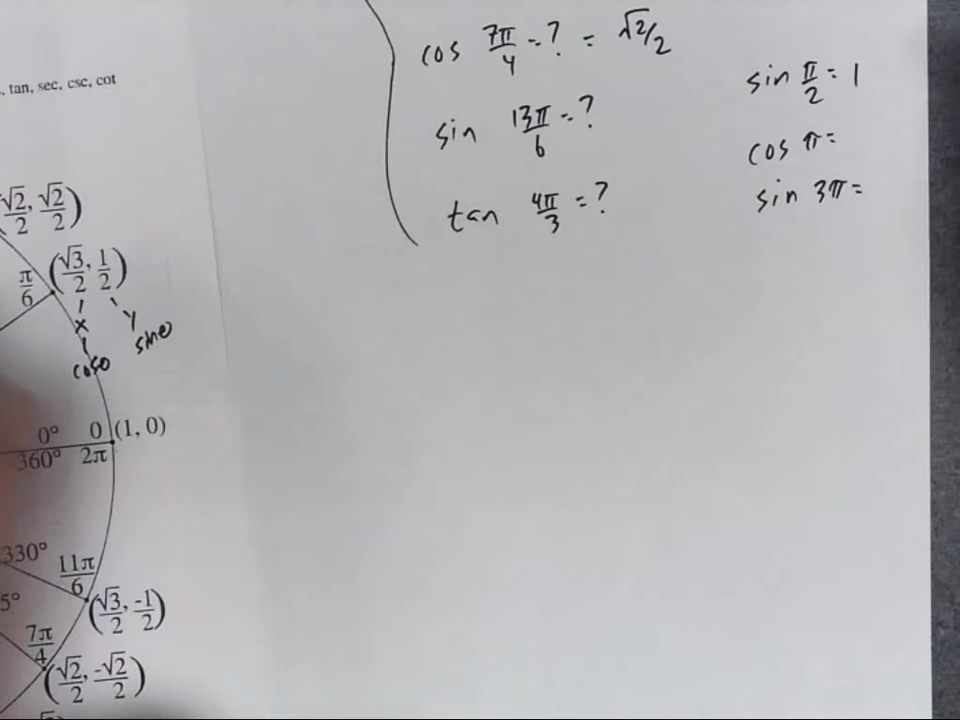 , tan, sec, csc, cot
cos 7π/4 = ? = √2/2
sin 13π/6 = ?
tan 4π/3 = ?
sin π/2 = 1
cos π =
sin 3π =
√2/2, √2/2)
π/6 (√3/2, 1/2)
x y
cosθ sinθ
0° 0 (1, 0)
360° 2π
330° 11π/6
(√3/2, -1/2)
5°
7π/4
(√2/2, -√2/2)